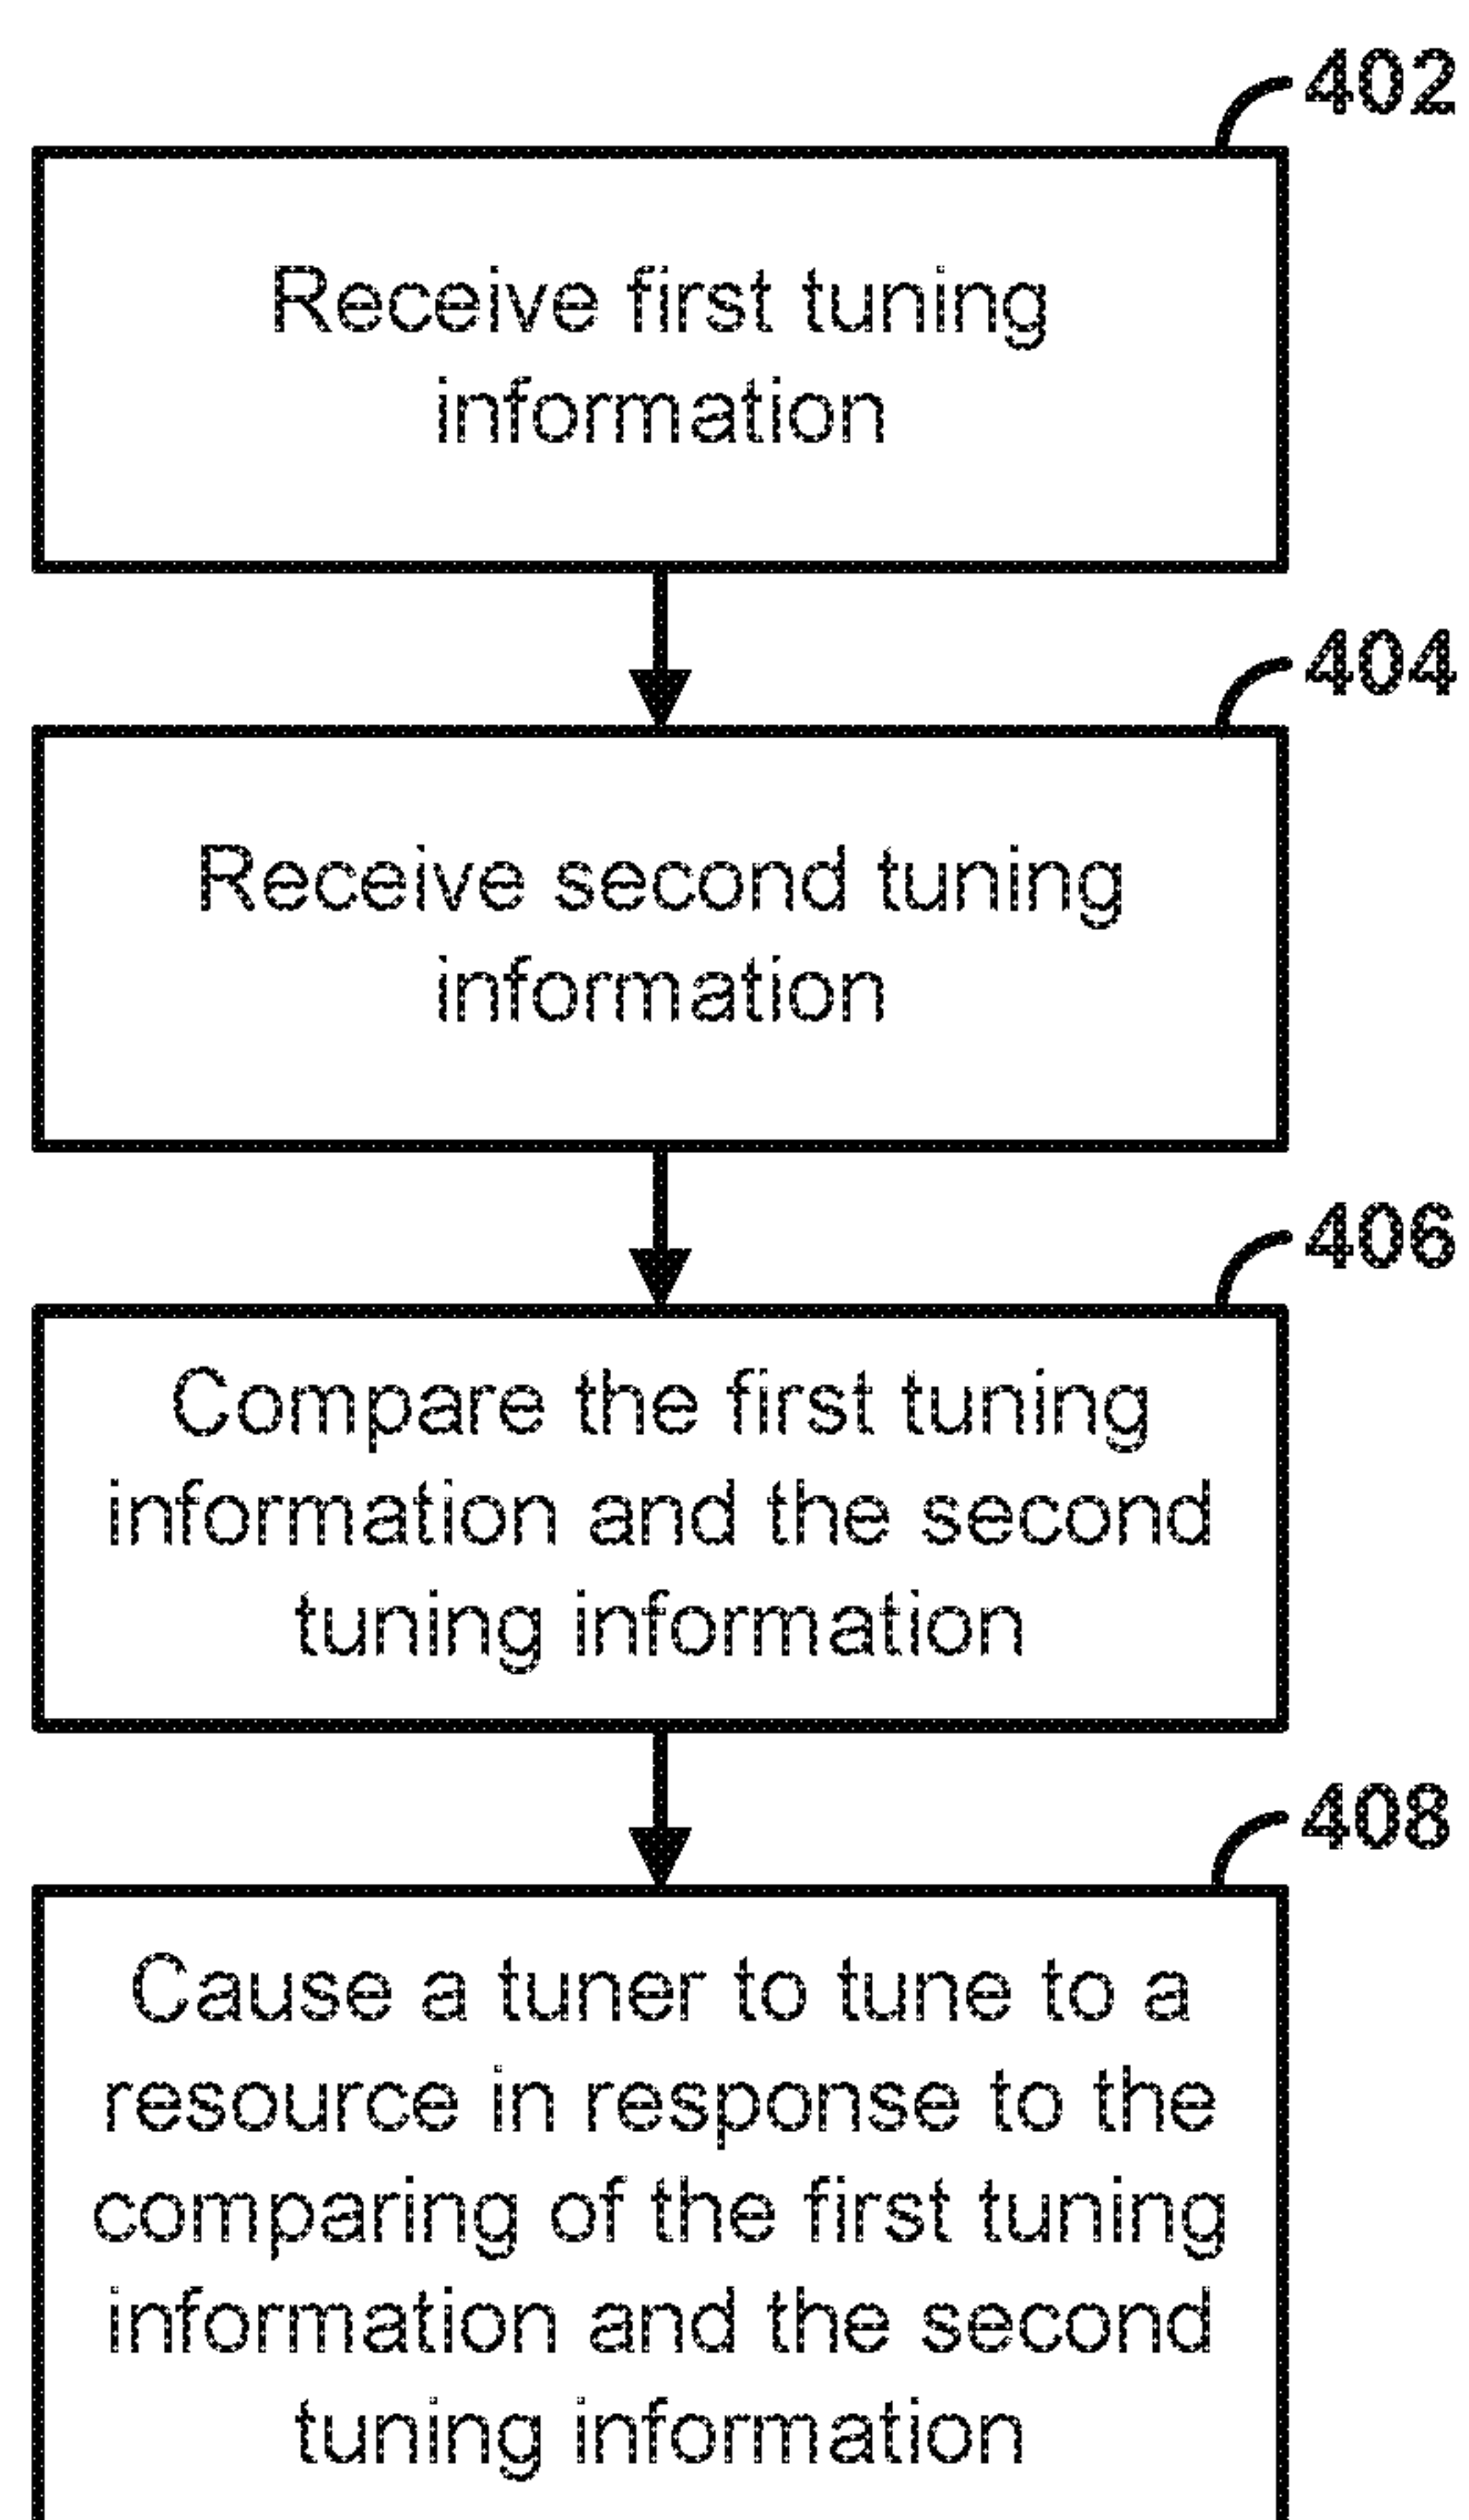 402
Receive first tuning
information
404
Receive second tuning
information
406
Compare the first tuning
information and the second
tuning information
408
Cause a tuner to tune to a
resource in response to the
comparing of the first tuning
information and the second
tuning information